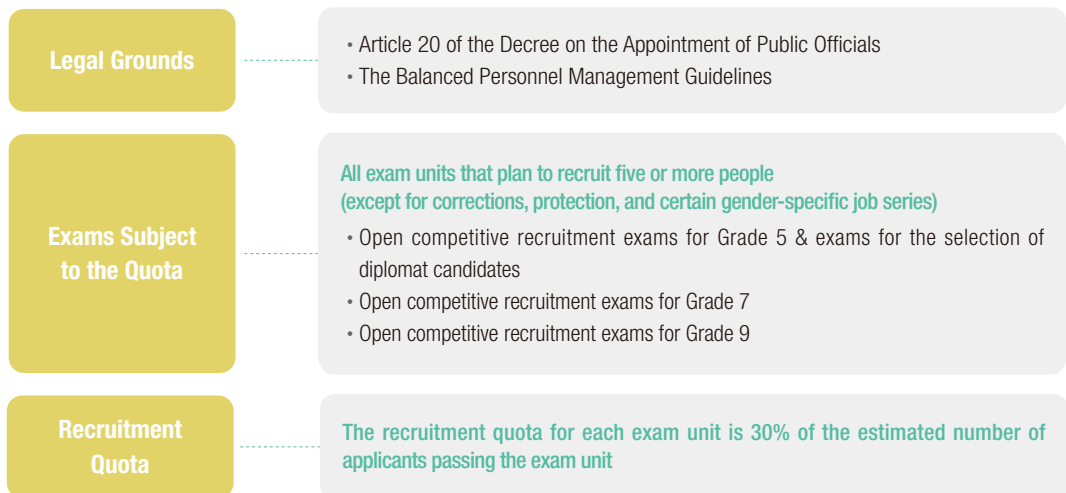 Legal Grounds
• Article 20 of the Decree on the Appointment of Public Officials
• The Balanced Personnel Management Guidelines
Exams Subject
to the Quota
All exam units that plan to recruit five or more people
(except for corrections, protection, and certain gender-specific job series)
• Open competitive recruitment exams for Grade 5 & exams for the selection of
diplomat candidates
• Open competitive recruitment exams for Grade 7
• Open competitive recruitment exams for Grade 9
Recruitment
Quota
The recruitment quota for each exam unit is 30% of the estimated number of
applicants passing the exam unit